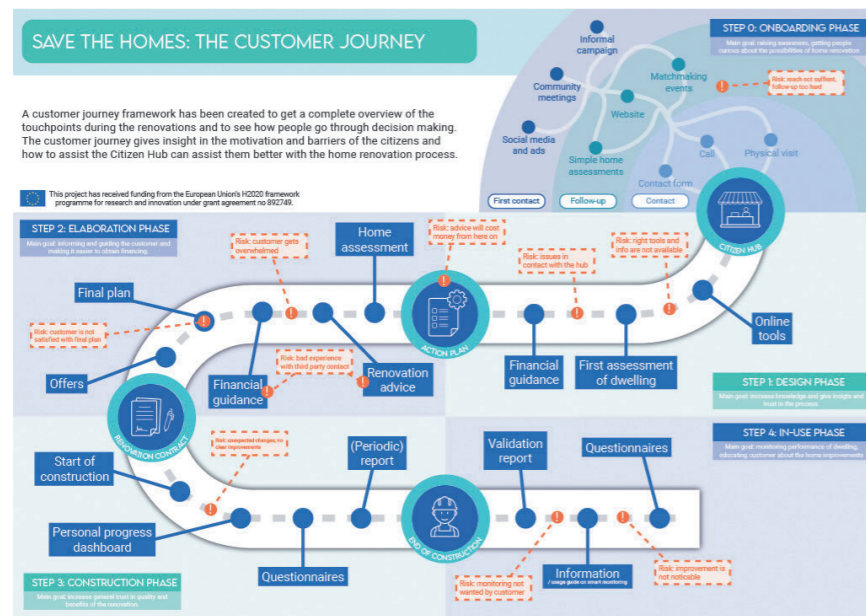 SAVE THE HOMES: THE CUSTOMER JOURNEY
A customer journey framework has been created to get a complete overview of the
touchpoints during the renovations and to see how people go through decision making.
The customer journey gives insight in the motivation and barriers of the citizens and
how to assist the Citizen Hub can assist them better with the home renovation process.
This project has received funding from the European Union's H2020 framework
programme for research and innovation under grant agreement no 892749.
STEP 0: ONBOARDING PHASE
Main goal: raising awareness, getting people
curious about the possibilities of home renovation.
Informal
campaign
Community
meetings
Social media
and ads
Matchmaking
events
Website
Simple home
assessments
Risk: reach not suffient,
follow-up too hard
Call
Physical visit
Contact form
First contact
Follow-up
Contact
CITIZEN HUB
STEP 2: ELABORATION PHASE
Main goal: informing and guiding the customer and
making it easier to obtain financing.
Risk: customer gets
overwhelmed
Home
assessment
Risk: advice will cost
money from here on
Risk: issues in
contact with the hub
Risk: right tools and
info are not available
Final plan
Risk: customer is not
satisfied with final plan
Offers
Financial
guidance
Risk: bad experience
with third party contact
Renovation
advice
ACTION PLAN
Financial
guidance
First assessment
of dwelling
Online
tools
STEP 1: DESIGN PHASE
Main goal: increase knowledge and give insight and
trust in the process.
RENOVATION CONTRACT
STEP 4: IN-USE PHASE
Main goal: monitoring performance of dwelling,
educating customer about the home improvements
Start of
construction
Risk: unexpected changes, no
clear improvements
(Periodic)
report
Validation
report
Questionnaires
Personal progress
dashboard
Questionnaires
END OF CONSTRUCTION
Risk: monitoring not
wanted by customer
Information
/ usage guide on smart monitoring
Risk: improvement is
not noticable
STEP 3: CONSTRUCTION PHASE
Main goal: increase general trust in quality and
benefits of the renovation.